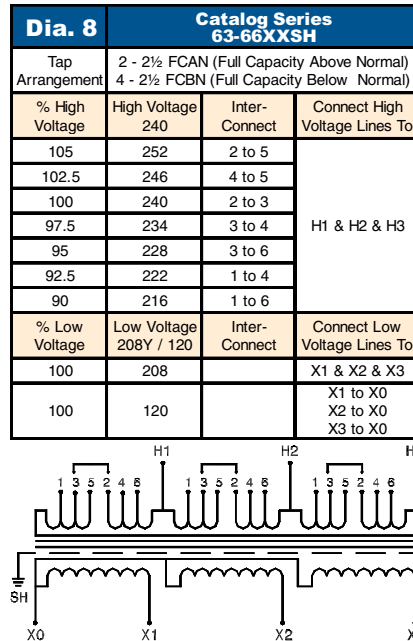 Dia. 8
Catalog Series
63-66XXSH
Tap
Arrangement
2 - 2½ FCAN (Full Capacity Above Normal)
4 - 2½ FCBN (Full Capacity Below Normal)
% High
Voltage
High Voltage
240
Inter-
Connect
Connect High
Voltage Lines To
105 252 2 to 5
102.5 246 4 to 5
100 240 2 to 3
97.5 234 3 to 4
H1 & H2 & H3
95 228 3 to 6
92.5 222 1 to 4
90 216 1 to 6
% Low
Voltage
Low Voltage
208Y / 120
Inter-
Connect
Connect Low
Voltage Lines To
100 208 X1 & X2 & X3
100 120
X1 to X0
X2 to X0
X3 to X0
H1 H2 H
1 3 5 2 4 6 1 3 5 2 4 6 1 3 5 2 4 6
SH
X0 X1 X2 X